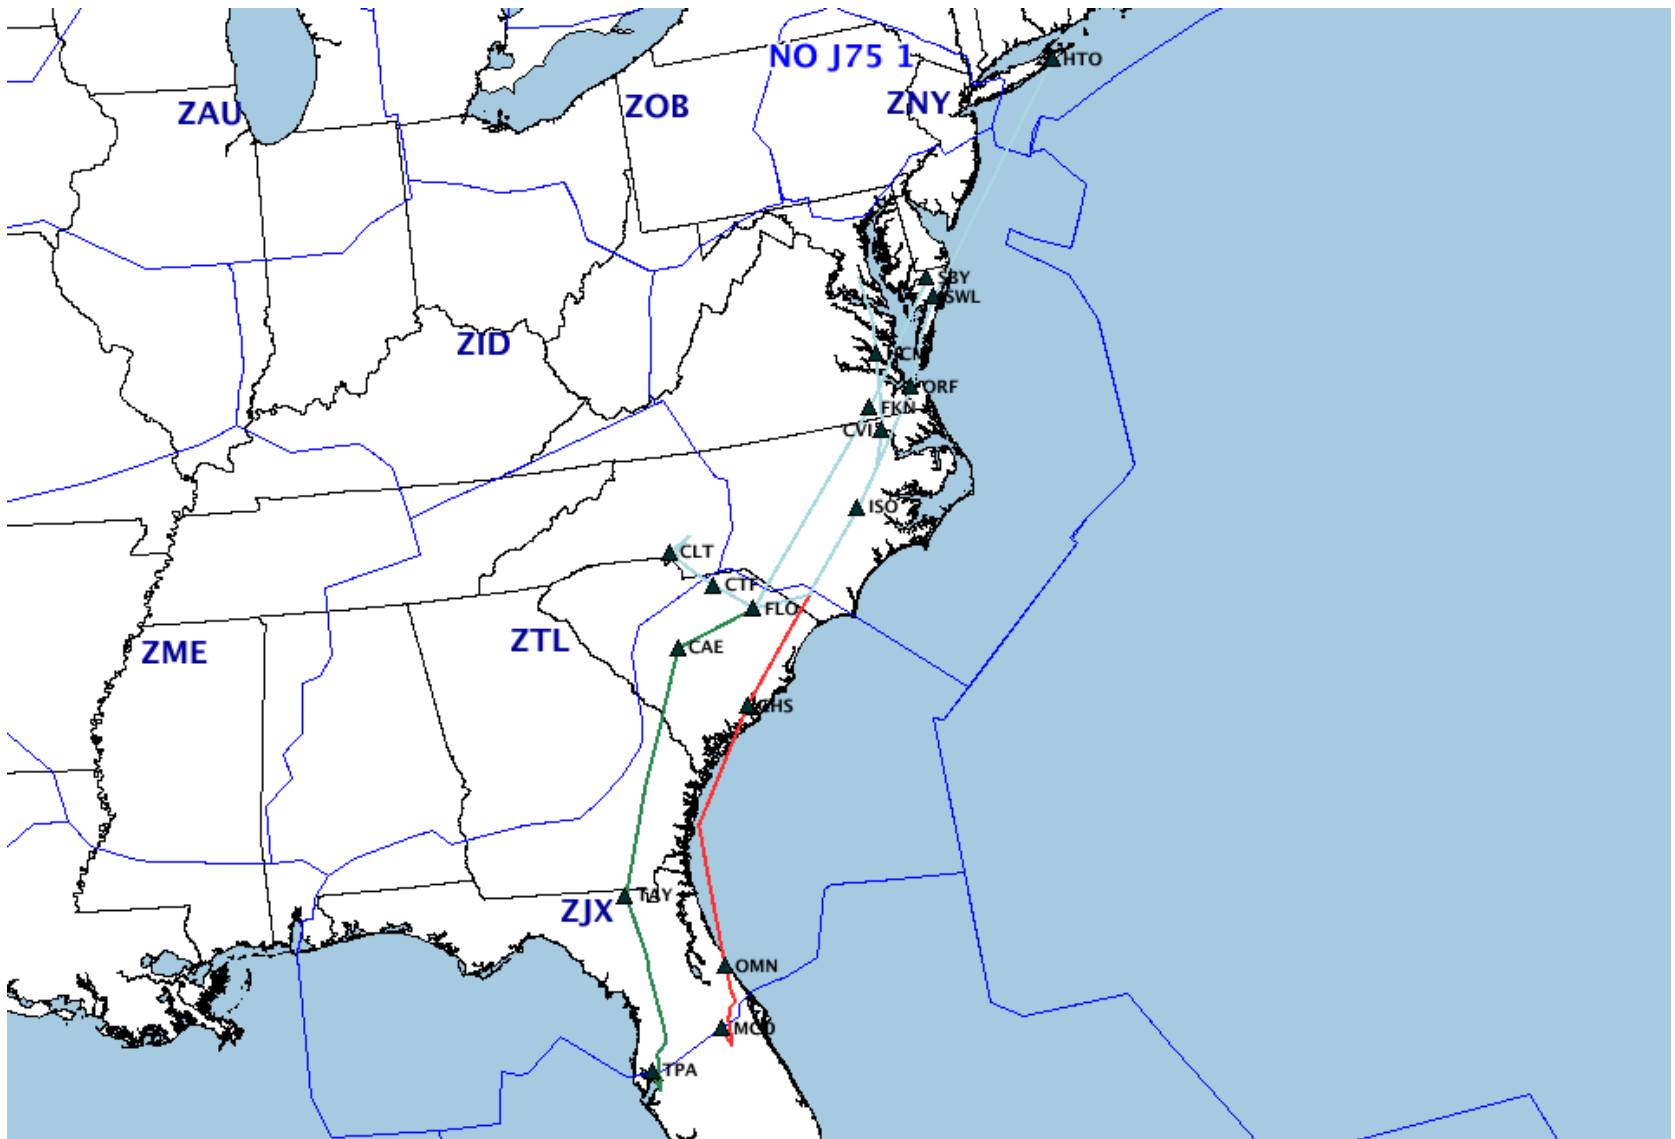 NO J75 1
HTO
ZAU
ZOB
ZNY
SBY
SWL
ZID
ORF
FKN
CVI
ISO
CLT
CTF
FLO
ZME
ZTL
CAE
CHS
TAY
ZJX
OMN
MCO
TPA